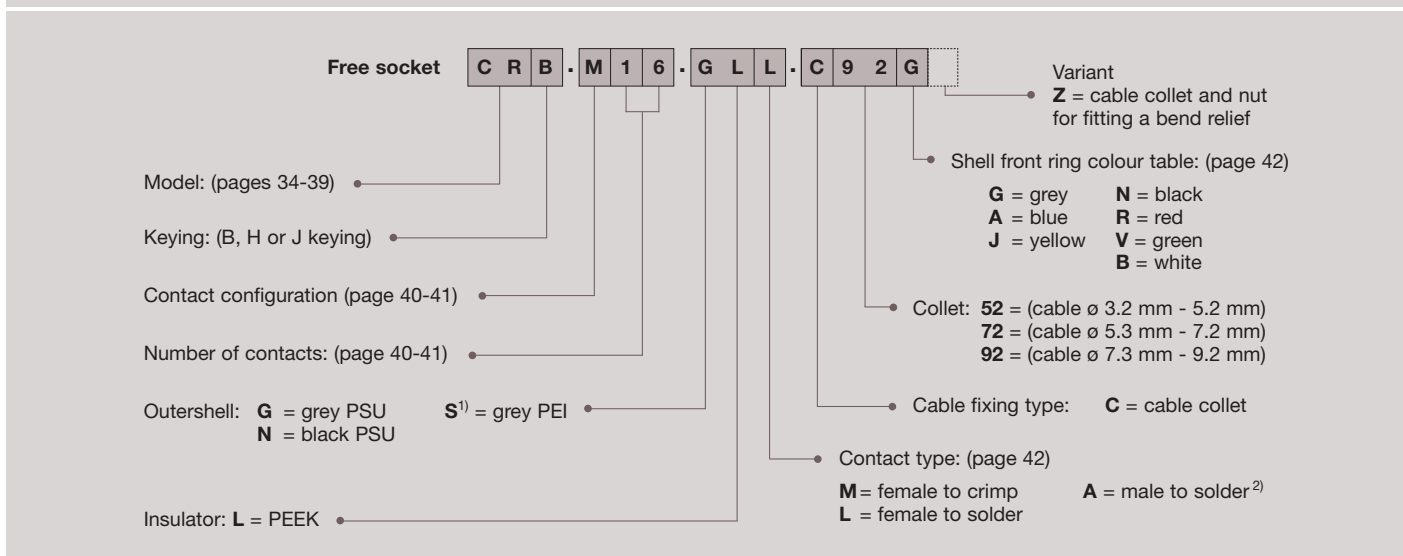 Free socket C R B . M 1 6 . G L L . C 9 2 G
Variant
Z = cable collet and nut
for fitting a bend relief
Shell front ring colour table: (page 42)
G = grey N = black
A = blue R = red
J = yellow V = green
B = white
Model: (pages 34-39)
Keying: (B, H or J keying)
Contact configuration (page 40-41)
Collet: 52 = (cable ø 3.2 mm - 5.2 mm)
72 = (cable ø 5.3 mm - 7.2 mm)
92 = (cable ø 7.3 mm - 9.2 mm)
Number of contacts: (page 40-41)
Outershell: G = grey PSU S1) = grey PEI
N = black PSU
Cable fixing type: C = cable collet
Contact type: (page 42)
M = female to crimp A = male to solder 2)
L = female to solder
Insulator: L = PEEK